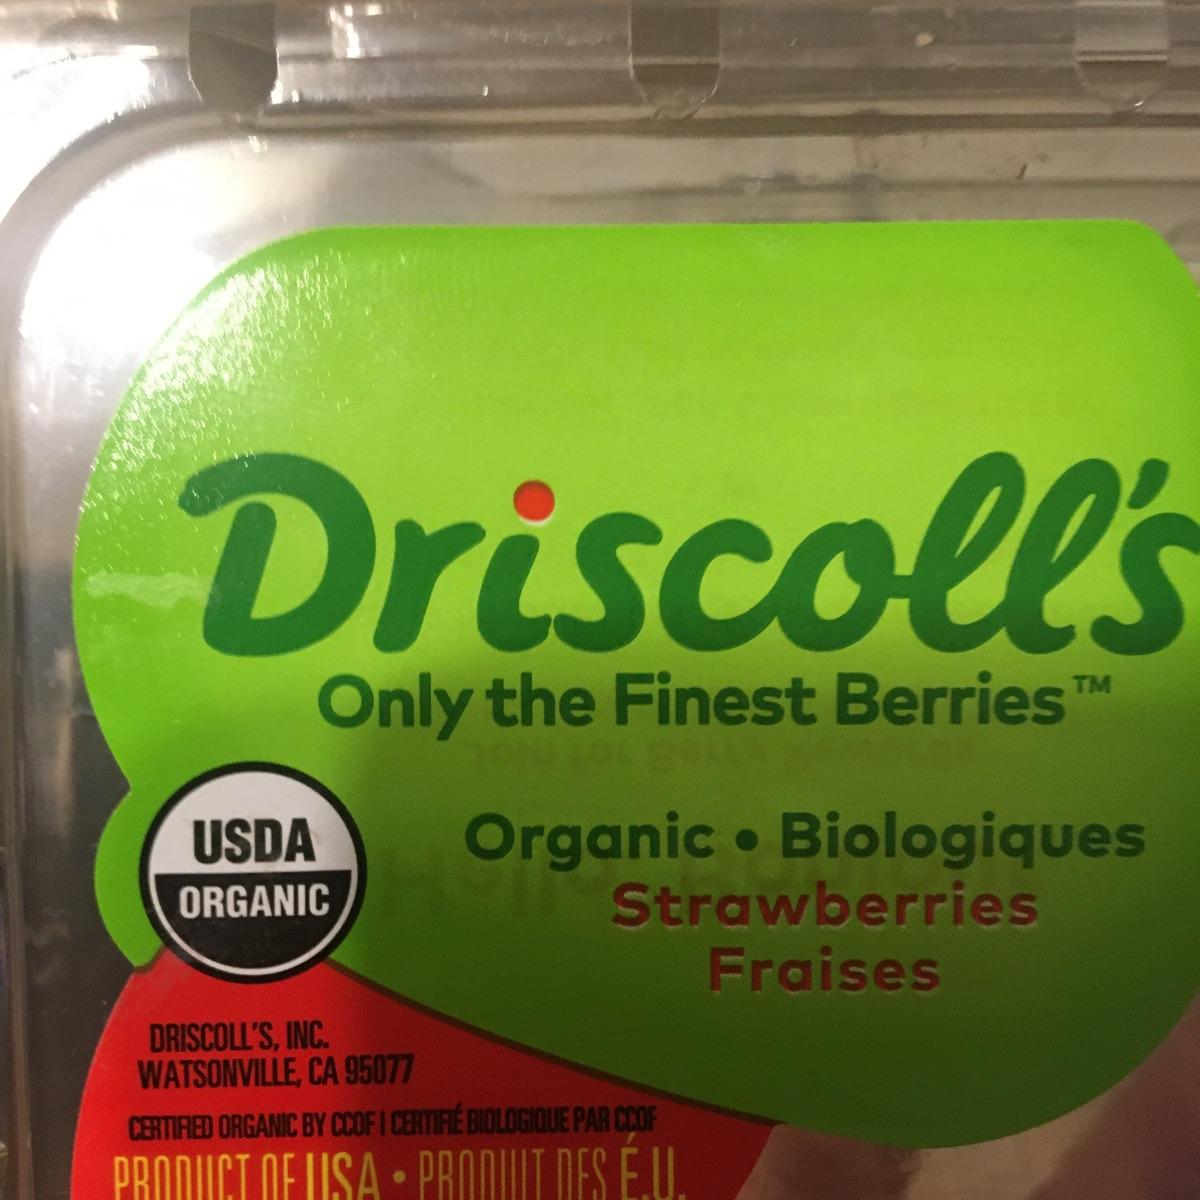 Driscoll's
Only the Finest Berries™
USDA
ORGANIC
Organic • Biologiques
Strawberries
Fraises
DRISCOLL'S, INC.
WATSONVILLE, CA 95077
CERTIFIED ORGANIC BY CCOF | CERTIFIÉ BIOLOGIQUE PAR CCOF
PRODUCT OF USA • PRODUIT DES É.U.